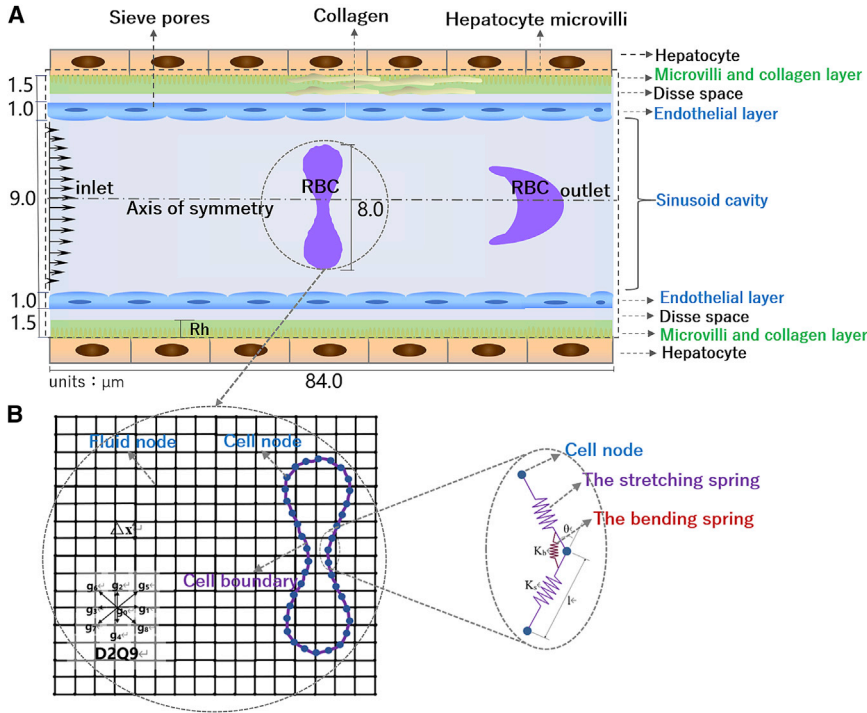 A
Sieve pores
Collagen
Hepatocyte microvilli
Hepatocyte
Microvilli and collagen layer
Disse space
Endothelial layer
1.5
1.0
9.0
1.0
1.5
inlet
Axis of symmetry
RBC
8.0
RBC
outlet
Sinusoid cavity
Endothelial layer
Disse space
Microvilli and collagen layer
Hepatocyte
Rh
units : μm
84.0
B
Fluid node
Cell node
△x
Cell boundary
g₆ g₂ g₅
g₃ g₀ g₁
g₇ g₄ g₈
D2Q9
Cell node
The stretching spring
The bending spring
θ
K_b
K_s
l